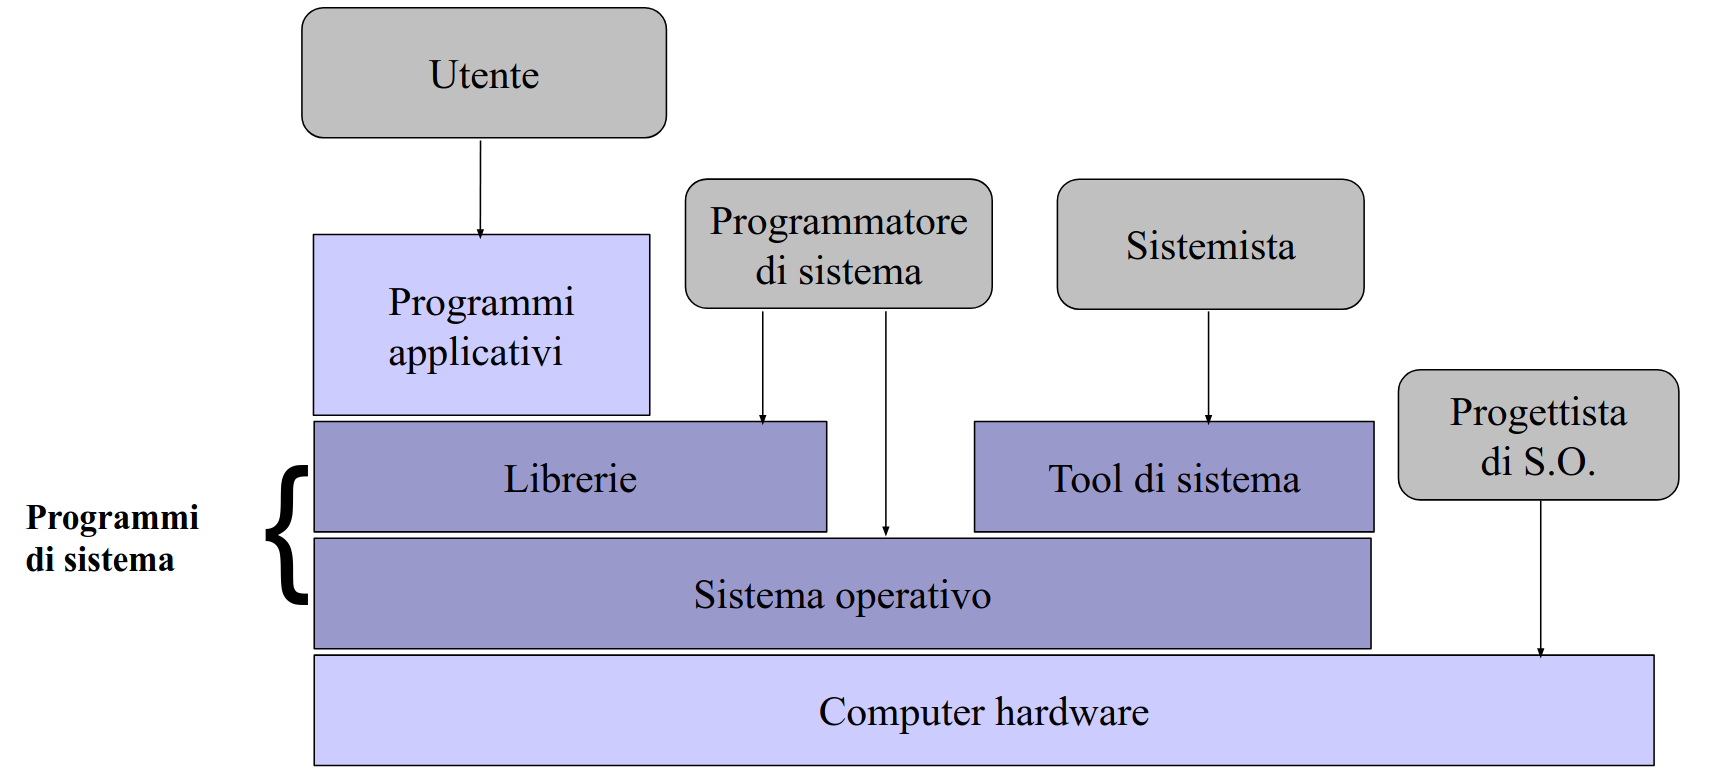 Utente
Programmatore
di sistema
Sistemista
Programmi
applicativi
Progettista
di S.O.
Librerie
Tool di sistema
Programmi
di sistema
{
Sistema operativo
Computer hardware